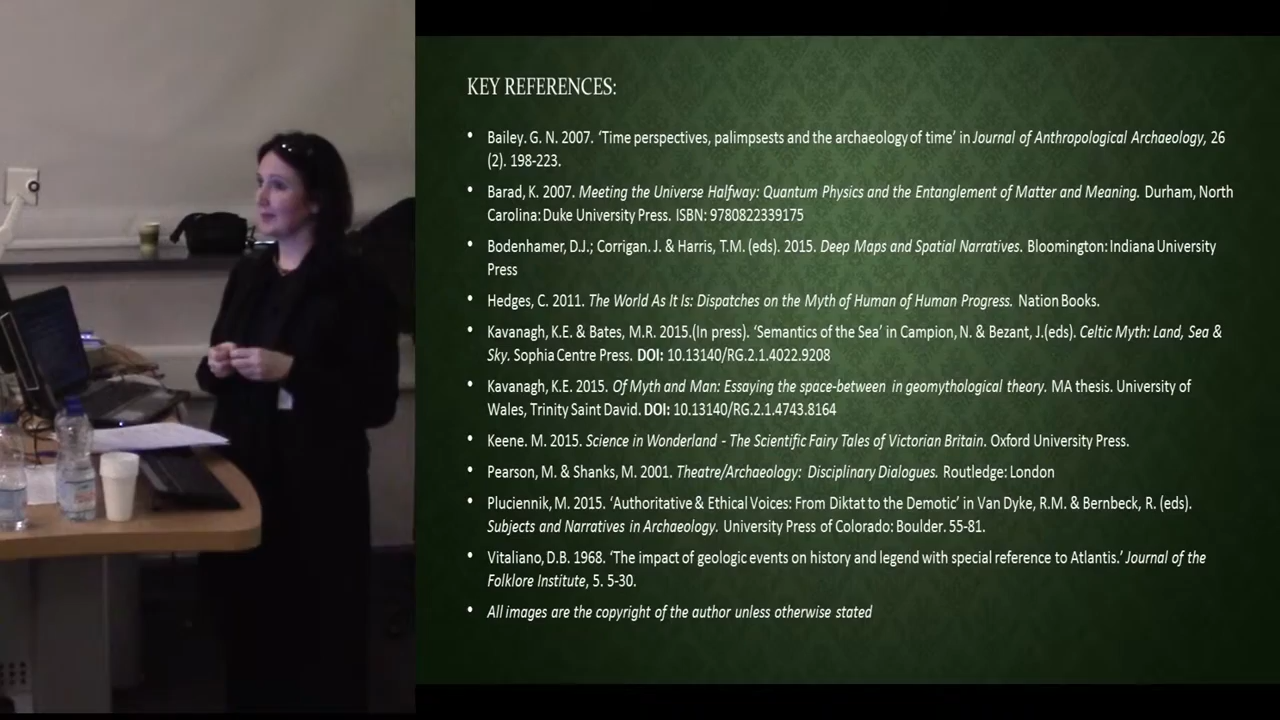 KEY REFERENCES:
• Bailey. G. N. 2007. ‘Time perspectives, palimpsests and the archaeology of time’ in Journal of Anthropological Archaeology, 26
(2). 198-223.
• Barad, K. 2007. Meeting the Universe Halfway: Quantum Physics and the Entanglement of Matter and Meaning. Durham, North
Carolina: Duke University Press. ISBN: 9780822339175
• Bodenhamer, D.J.; Corrigan. J. & Harris, T.M. (eds). 2015. Deep Maps and Spatial Narratives. Bloomington: Indiana University
Press
• Hedges, C. 2011. The World As It Is: Dispatches on the Myth of Human of Human Progress. Nation Books.
• Kavanagh, K.E. & Bates, M.R. 2015.(In press). ‘Semantics of the Sea’ in Campion, N. & Bezant, J.(eds). Celtic Myth: Land, Sea &
Sky. Sophia Centre Press. DOI: 10.13140/RG.2.1.4022.9208
• Kavanagh, K.E. 2015. Of Myth and Man: Essaying the space-between in geomythological theory. MA thesis. University of
Wales, Trinity Saint David. DOI: 10.13140/RG.2.1.4743.8164
• Keene. M. 2015. Science in Wonderland - The Scientific Fairy Tales of Victorian Britain. Oxford University Press.
• Pearson, M. & Shanks, M. 2001. Theatre/Archaeology: Disciplinary Dialogues. Routledge: London
• Pluciennik, M. 2015. ‘Authoritative & Ethical Voices: From Diktat to the Demotic’ in Van Dyke, R.M. & Bernbeck, R. (eds).
Subjects and Narratives in Archaeology. University Press of Colorado: Boulder. 55-81.
• Vitaliano, D.B. 1968. ‘The impact of geologic events on history and legend with special reference to Atlantis.’ Journal of the
Folklore Institute, 5. 5-30.
• All images are the copyright of the author unless otherwise stated